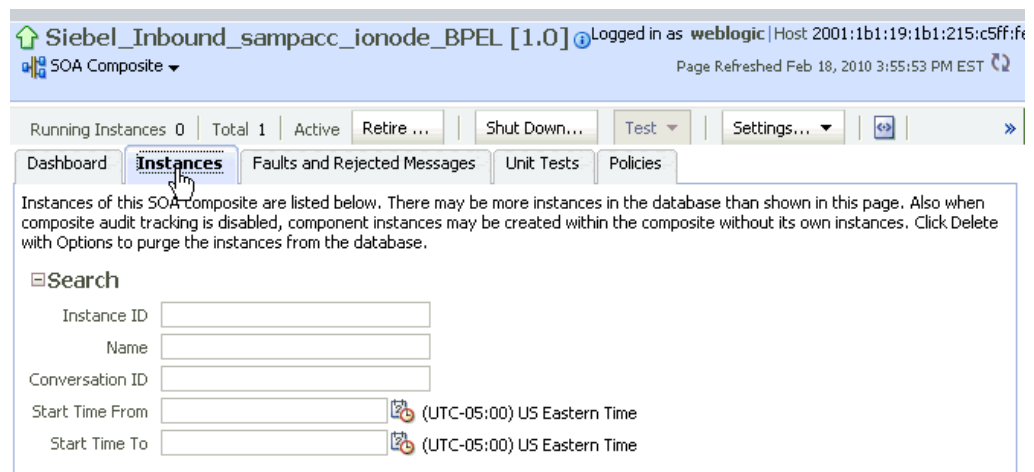 Siebel_Inbound_sampacc_ionode_BPEL [1.0] Logged in as weblogic|Host 2001:1b1:19:1b1:215:c5ff:fe
SOA Composite Page Refreshed Feb 18, 2010 3:55:53 PM EST
Running Instances 0 | Total 1 | Active Retire ... | Shut Down... Test | Settings... | | »
Dashboard Instances Faults and Rejected Messages Unit Tests Policies
Instances of this SOA composite are listed below. There may be more instances in the database than shown in this page. Also when
composite audit tracking is disabled, component instances may be created within the composite without its own instances. Click Delete
with Options to purge the instances from the database.
Search
Instance ID
Name
Conversation ID
Start Time From (UTC-05:00) US Eastern Time
Start Time To (UTC-05:00) US Eastern Time